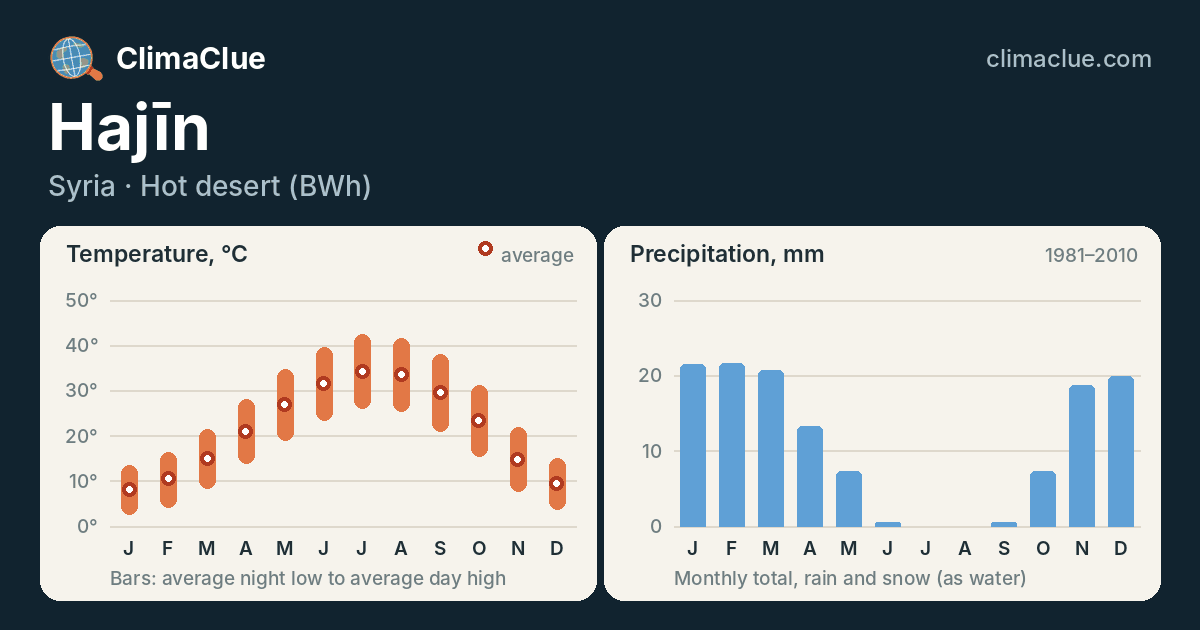 ClimaClue
climaclue.com
Hajīn
Syria · Hot desert (BWh)
Temperature, °C
average
50°
40°
30°
20°
10°
0°
J F M A M J J A S O N D
Bars: average night low to average day high
Precipitation, mm
1981–2010
30
20
10
0
J F M A M J J A S O N D
Monthly total, rain and snow (as water)